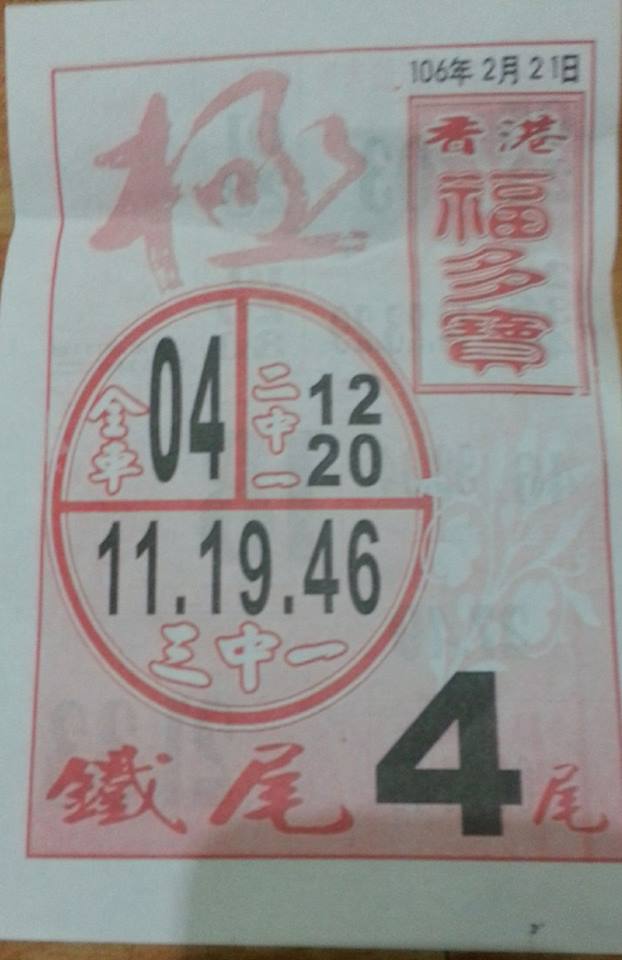 106年2月21日
極
香港
福多寶
全車
04
二中一
12
20
11.19.46
三中一
鐵尾4尾